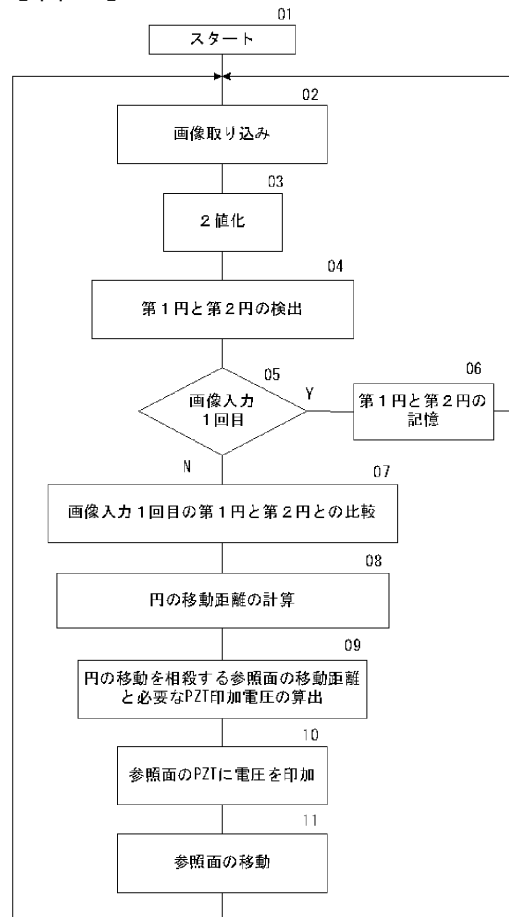 01
スタート
02
画像取り込み
03
2値化
04
第1円と第2円の検出
05
画像入力
1回目
Y
06
第1円と第2円の
記憶
N
07
画像入力1回目の第1円と第2円との比較
08
円の移動距離の計算
09
円の移動を相殺する参照面の移動距離
と必要なPZT印加電圧の算出
10
参照面のPZTに電圧を印加
11
参照面の移動